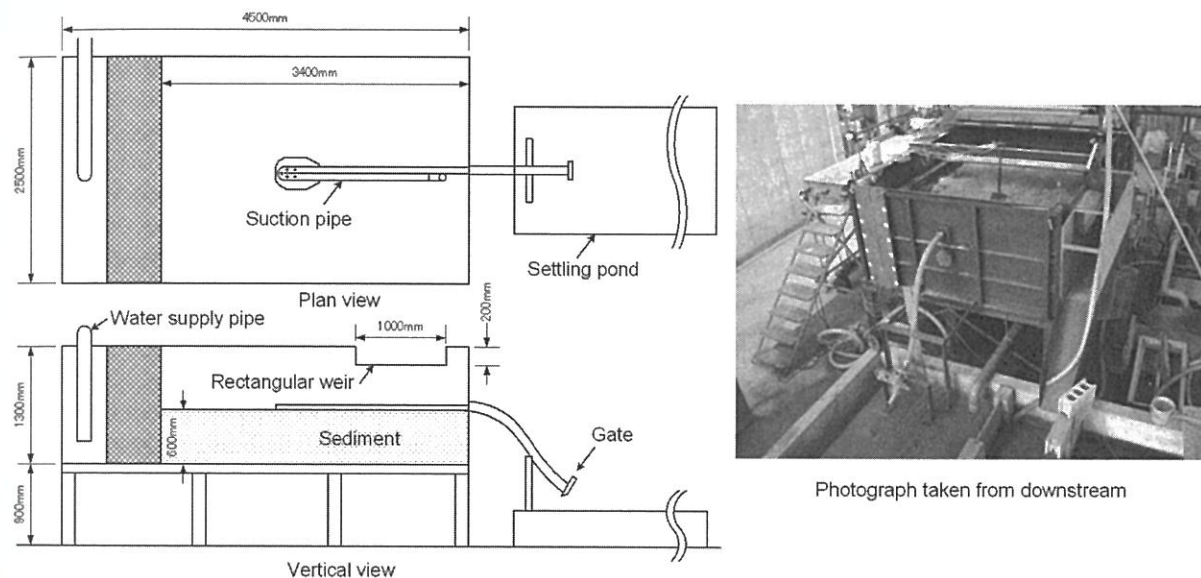 4500mm
3400mm
2500mm
Suction pipe
Settling pond
Plan view
Water supply pipe
1000mm
200mm
Rectangular weir
1300mm
600mm
Sediment
Gate
900mm
Vertical view
Photograph taken from downstream